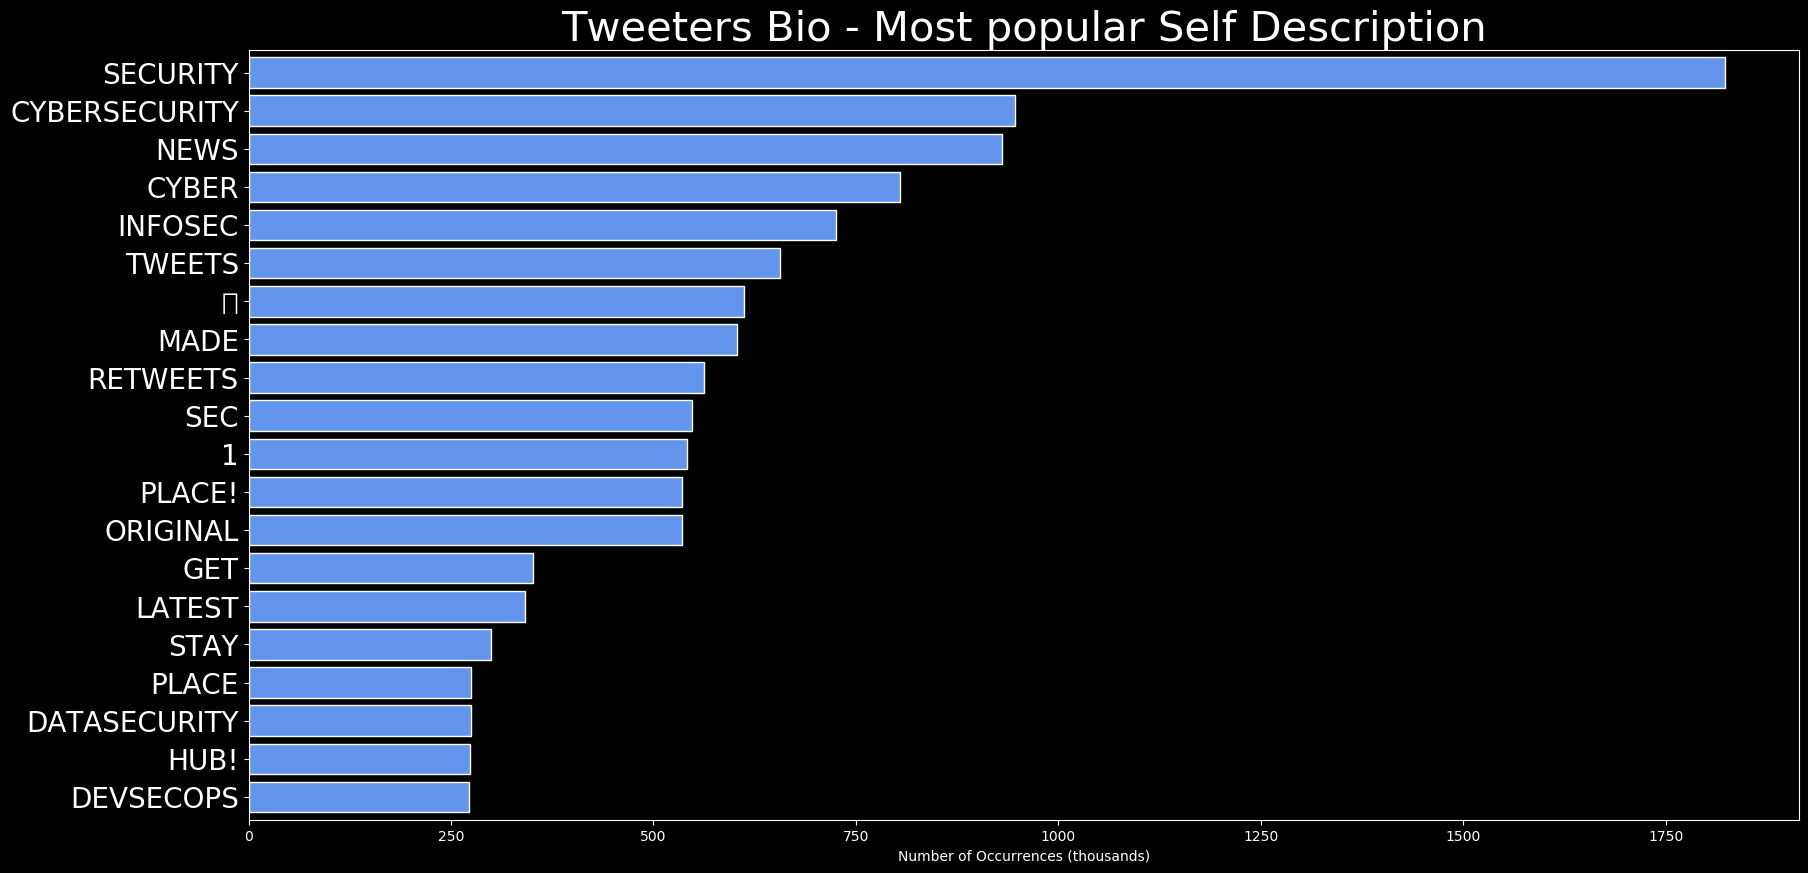 Tweeters Bio - Most popular Self Description
SECURITY
CYBERSECURITY
NEWS
CYBER
INFOSEC
TWEETS
MADE
RETWEETS
SEC
1
PLACE!
ORIGINAL
GET
LATEST
STAY
PLACE
DATASECURITY
HUB!
DEVSECOPS
0 250 500 750 1000 1250 1500 1750
Number of Occurrences (thousands)